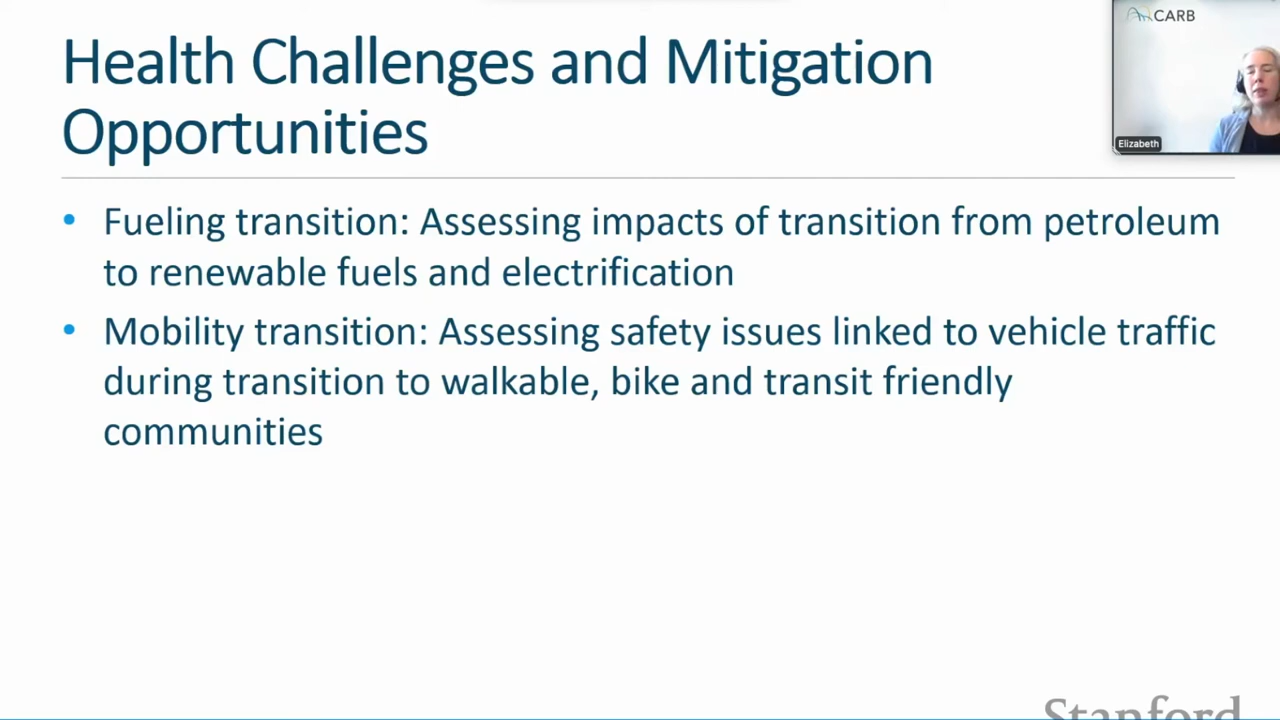 Health Challenges and Mitigation
Opportunities
CARB
Elizabeth
• Fueling transition: Assessing impacts of transition from petroleum
to renewable fuels and electrification
• Mobility transition: Assessing safety issues linked to vehicle traffic
during transition to walkable, bike and transit friendly
communities
Stanford